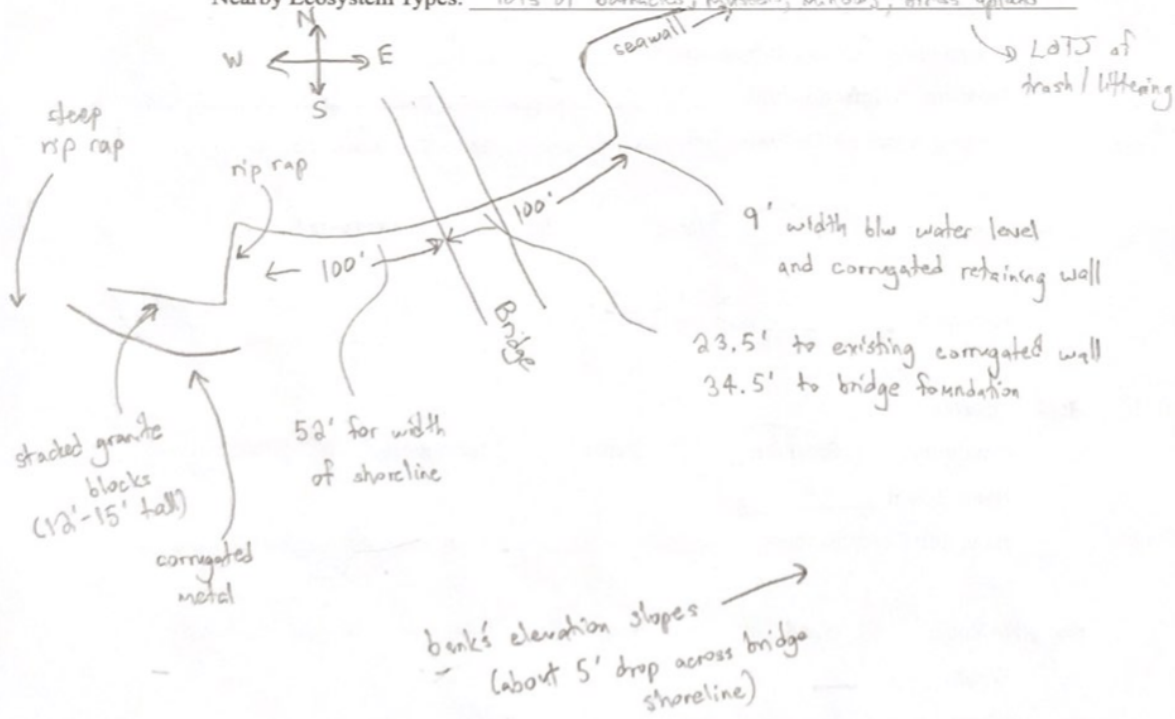 Nearby Ecosystem Types: lots of barnacles,
N
W E
S
seawall
LOTS of
trash / littering
steep
rip rap
rip rap
100'
100'
9' width b/w water level
and corrugated retaining wall
Bridge
23.5' to existing corrugated wall
34.5' to bridge foundation
52' for width
of shoreline
stacked granite
blocks
(12'-15' tall)
corrugated
metal
bank's elevation slopes
(about 5' drop across bridge
shoreline)